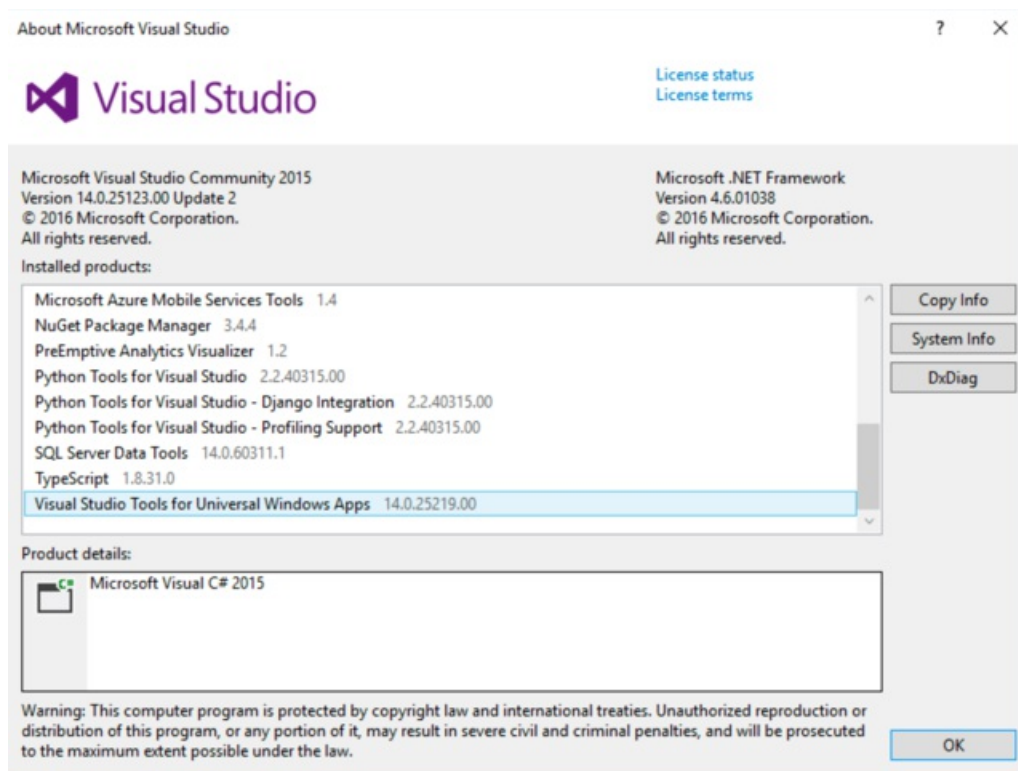 About Microsoft Visual Studio
? ×
Visual Studio
License status
License terms
Microsoft Visual Studio Community 2015
Version 14.0.25123.00 Update 2
© 2016 Microsoft Corporation.
All rights reserved.
Microsoft .NET Framework
Version 4.6.01038
© 2016 Microsoft Corporation.
All rights reserved.
Installed products:
Microsoft Azure Mobile Services Tools 1.4
NuGet Package Manager 3.4.4
PreEmptive Analytics Visualizer 1.2
Python Tools for Visual Studio 2.2.40315.00
Python Tools for Visual Studio - Django Integration 2.2.40315.00
Python Tools for Visual Studio - Profiling Support 2.2.40315.00
SQL Server Data Tools 14.0.60311.1
TypeScript 1.8.31.0
Visual Studio Tools for Universal Windows Apps 14.0.25219.00
Copy Info
System Info
DxDiag
Product details:
C#
Microsoft Visual C# 2015
Warning: This computer program is protected by copyright law and international treaties. Unauthorized reproduction or
distribution of this program, or any portion of it, may result in severe civil and criminal penalties, and will be prosecuted
to the maximum extent possible under the law.
OK